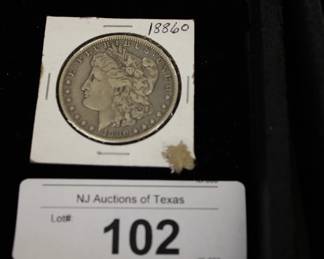 1886o
NJ Auctions of Texas
Lot#:
102